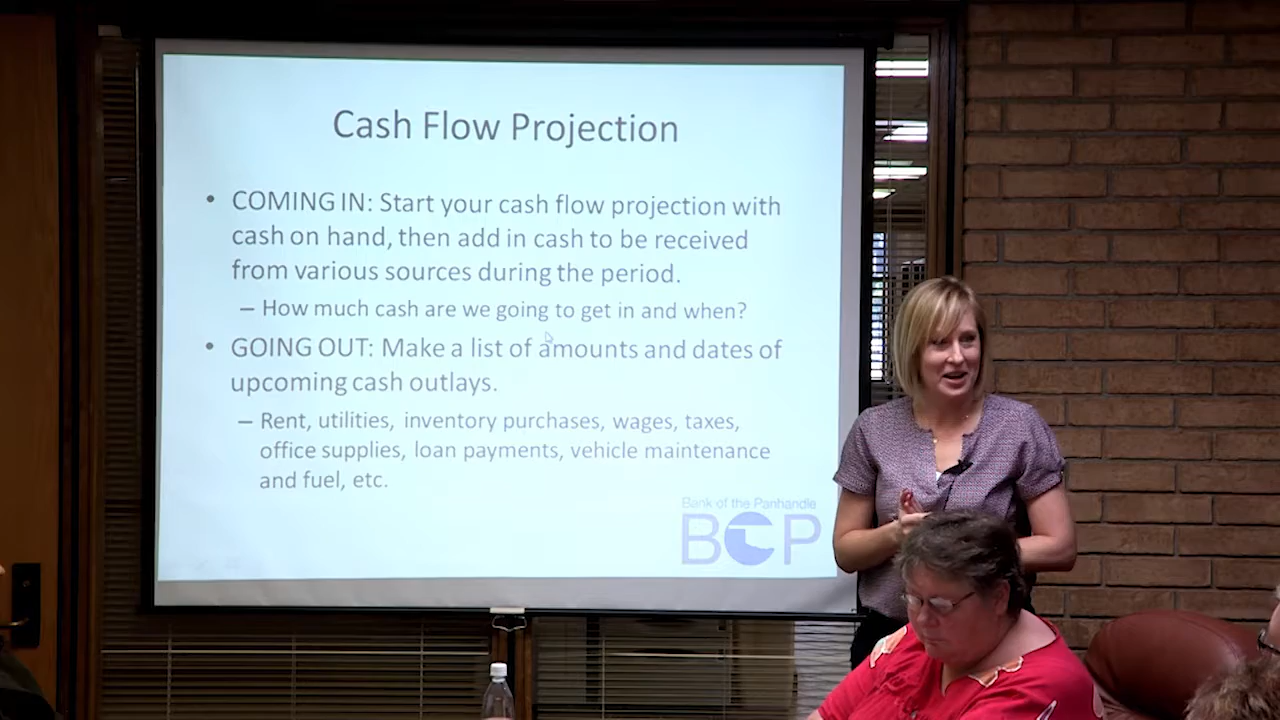 Cash Flow Projection
• COMING IN: Start your cash flow projection with
cash on hand, then add in cash to be received
from various sources during the period.
– How much cash are we going to get in and when?
• GOING OUT: Make a list of amounts and dates of
upcoming cash outlays.
– Rent, utilities, inventory purchases, wages, taxes,
office supplies, loan payments, vehicle maintenance
and fuel, etc.
Bank of the Panhandle
BOP